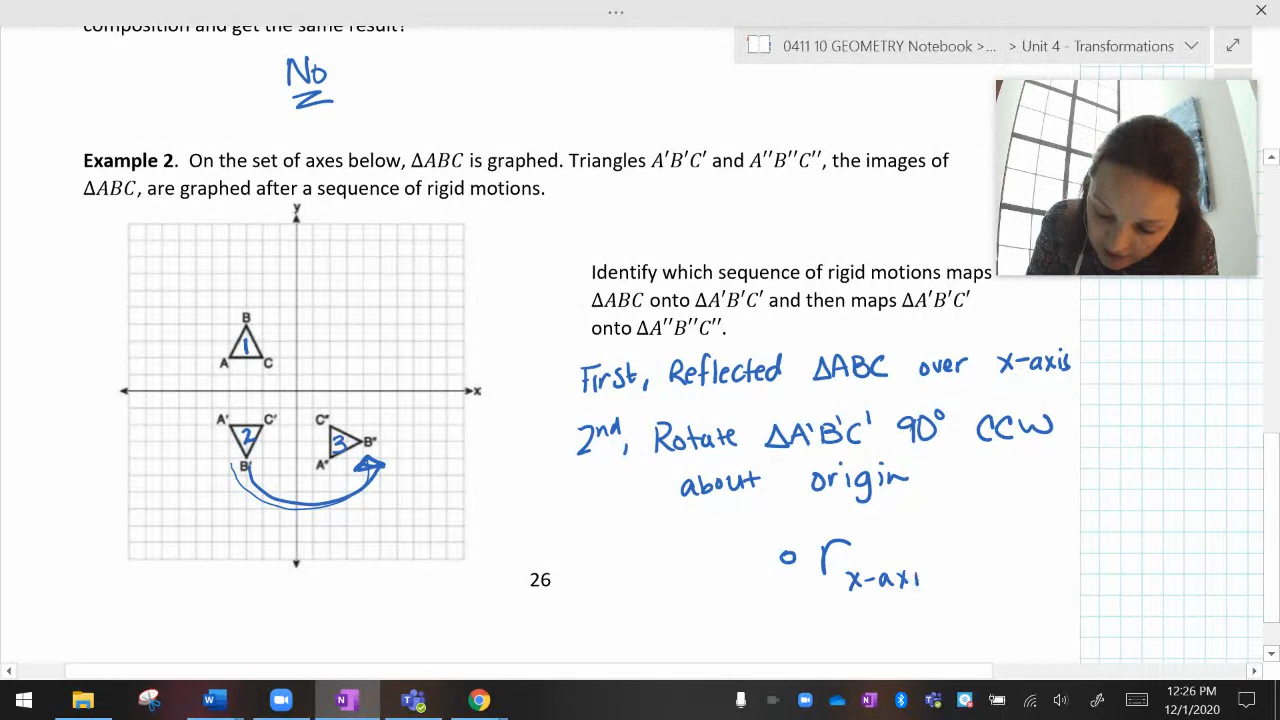 composition and get the same result?
0411 10 GEOMETRY Notebook >... > Unit 4 - Transformations
No
Example 2. On the set of axes below, ΔABC is graphed. Triangles A′B′C′ and A′′B′′C′′, the images of
ΔABC, are graphed after a sequence of rigid motions.
y
x
B
1
A C
A' C'
2
B'
C"
3 B"
A"
Identify which sequence of rigid motions maps
ΔABC onto ΔA′B′C′ and then maps ΔA′B′C′
onto ΔA′′B′′C′′.
First, Reflected ΔABC over x-axis
2nd, Rotate ΔA'B'C' 90° CCW
about origin
∘ r x-axi
26
12:26 PM
12/1/2020